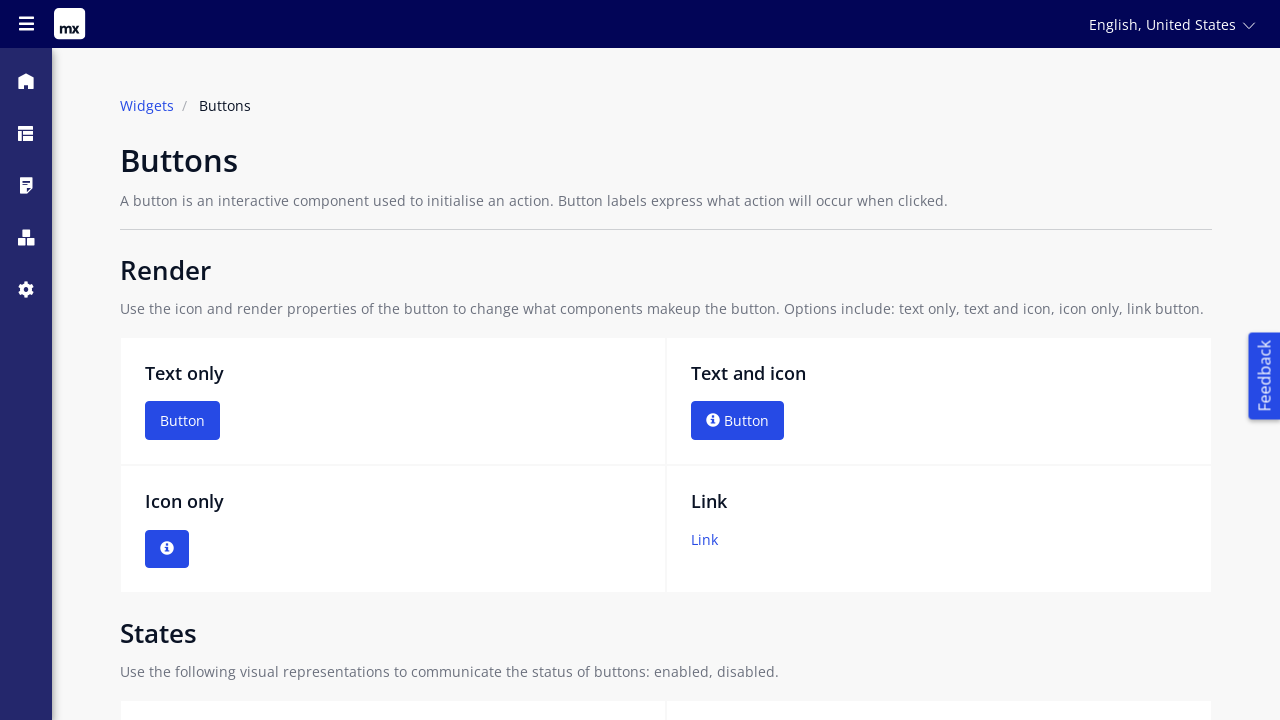 mx
English, United States
Widgets / Buttons
Buttons
A button is an interactive component used to initialise an action. Button labels express what action will occur when clicked.
Render
Use the icon and render properties of the button to change what components makeup the button. Options include: text only, text and icon, icon only, link button.
Text only
Button
Text and icon
Button
Icon only
Link
Link
States
Use the following visual representations to communicate the status of buttons: enabled, disabled.
Feedback